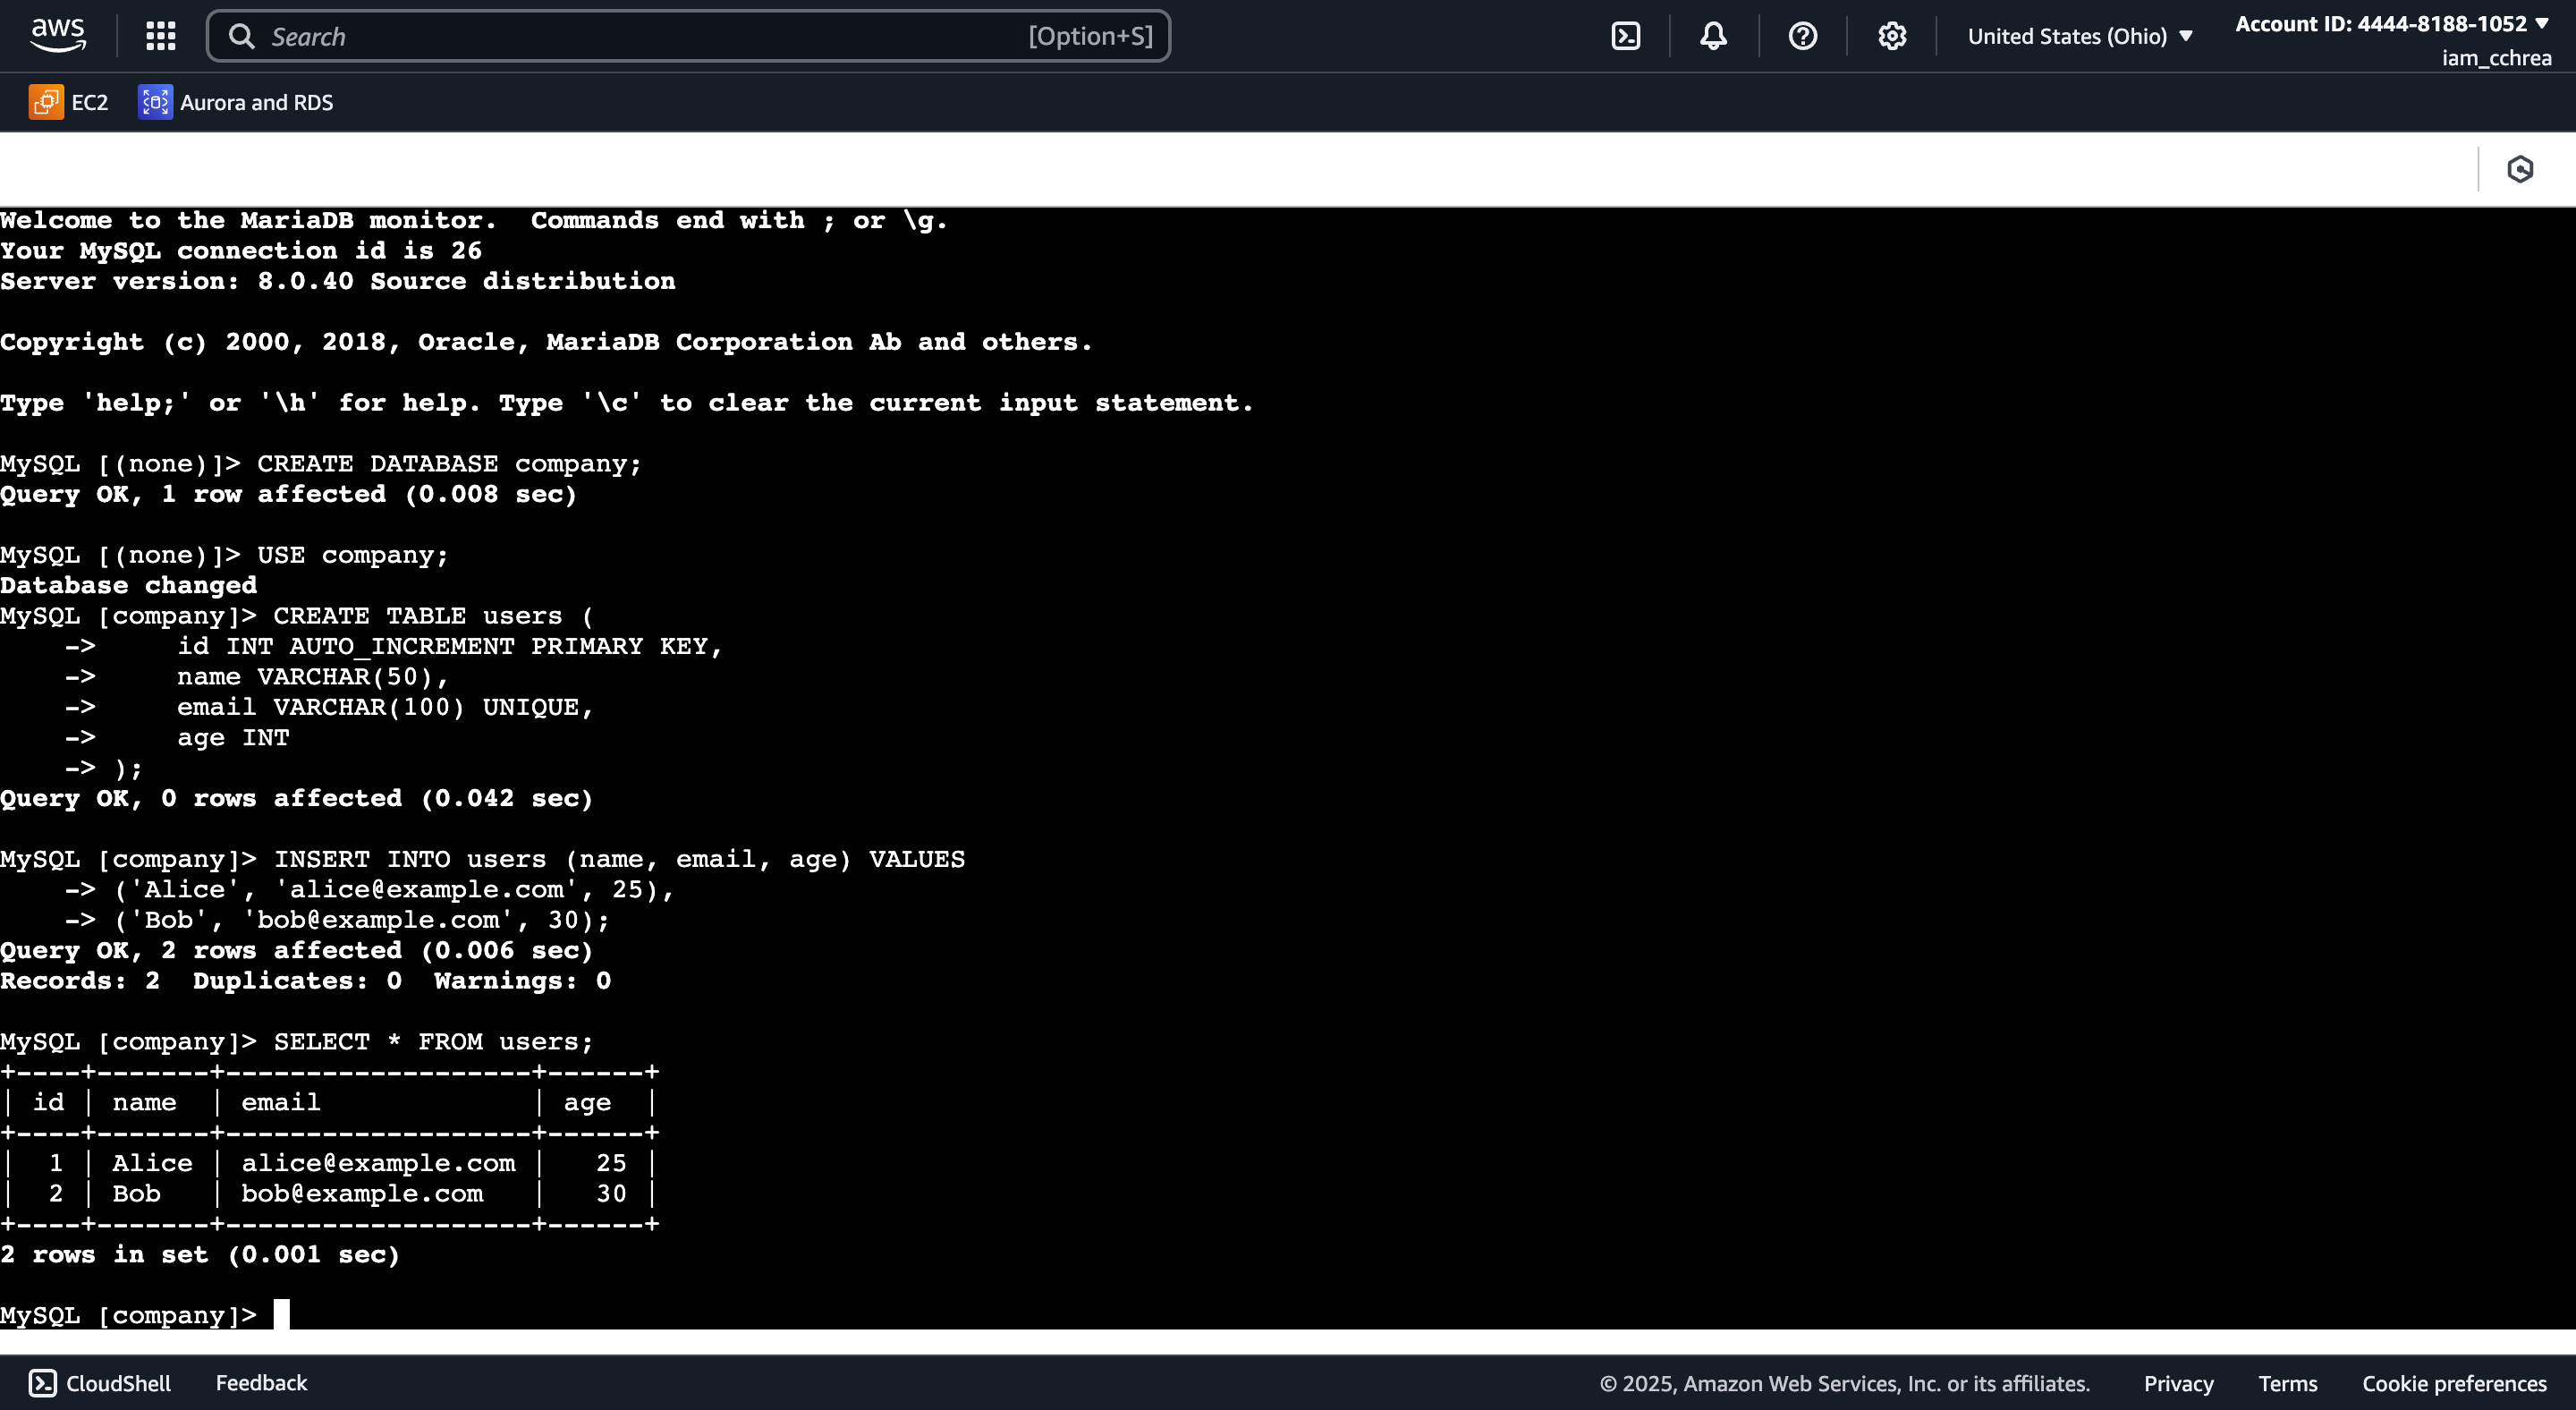 aws
Search [Option+S]
United States (Ohio)
Account ID: 4444-8188-1052
iam_cchrea
EC2 Aurora and RDS
Welcome to the MariaDB monitor.  Commands end with ; or \g.
Your MySQL connection id is 26
Server version: 8.0.40 Source distribution
Copyright (c) 2000, 2018, Oracle, MariaDB Corporation Ab and others.
Type 'help;' or '\h' for help. Type '\c' to clear the current input statement.
MySQL [(none)]> CREATE DATABASE company;
Query OK, 1 row affected (0.008 sec)
MySQL [(none)]> USE company;
Database changed
MySQL [company]> CREATE TABLE users (
    ->     id INT AUTO_INCREMENT PRIMARY KEY,
    ->     name VARCHAR(50),
    ->     email VARCHAR(100) UNIQUE,
    ->     age INT
    -> );
Query OK, 0 rows affected (0.042 sec)
MySQL [company]> INSERT INTO users (name, email, age) VALUES
    -> ('Alice', 'alice@example.com', 25),
    -> ('Bob', 'bob@example.com', 30);
Query OK, 2 rows affected (0.006 sec)
Records: 2  Duplicates: 0  Warnings: 0
MySQL [company]> SELECT * FROM users;
+----+-------+-------------------+------+
| id | name  | email             | age  |
+----+-------+-------------------+------+
|  1 | Alice | alice@example.com |   25 |
|  2 | Bob   | bob@example.com   |   30 |
+----+-------+-------------------+------+
2 rows in set (0.001 sec)
MySQL [company]>
CloudShell Feedback © 2025, Amazon Web Services, Inc. or its affiliates. Privacy Terms Cookie preferences